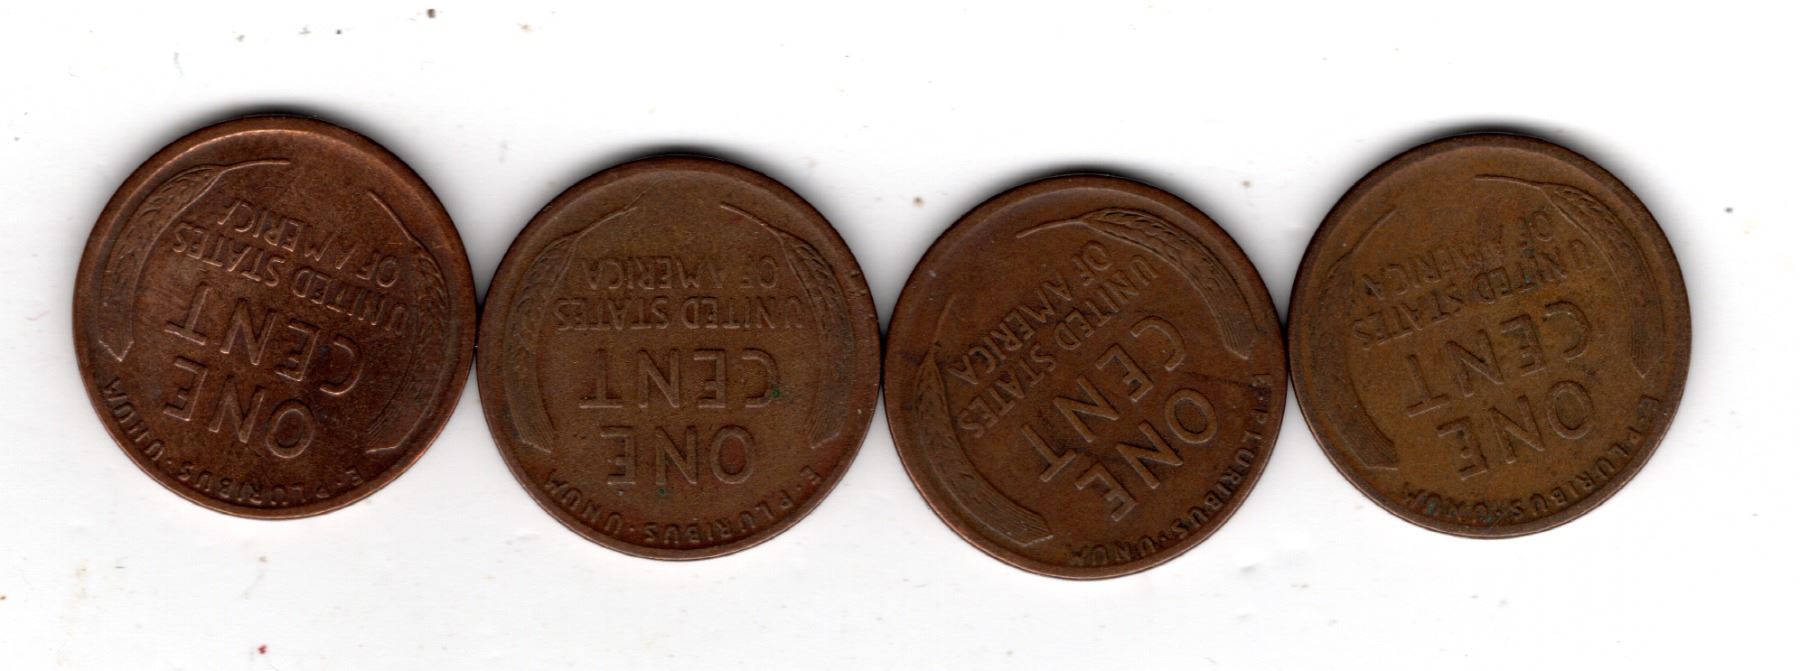 E·PLURIBUS·UNUM
ONE
CENT
UNITED STATES
OF AMERICA
E·PLURIBUS·UNUM
ONE
CENT
UNITED STATES
OF AMERICA
E·PLURIBUS·UNUM
ONE
CENT
UNITED STATES
OF AMERICA
E·PLURIBUS·UNUM
ONE
CENT
UNITED STATES
OF AMERICA